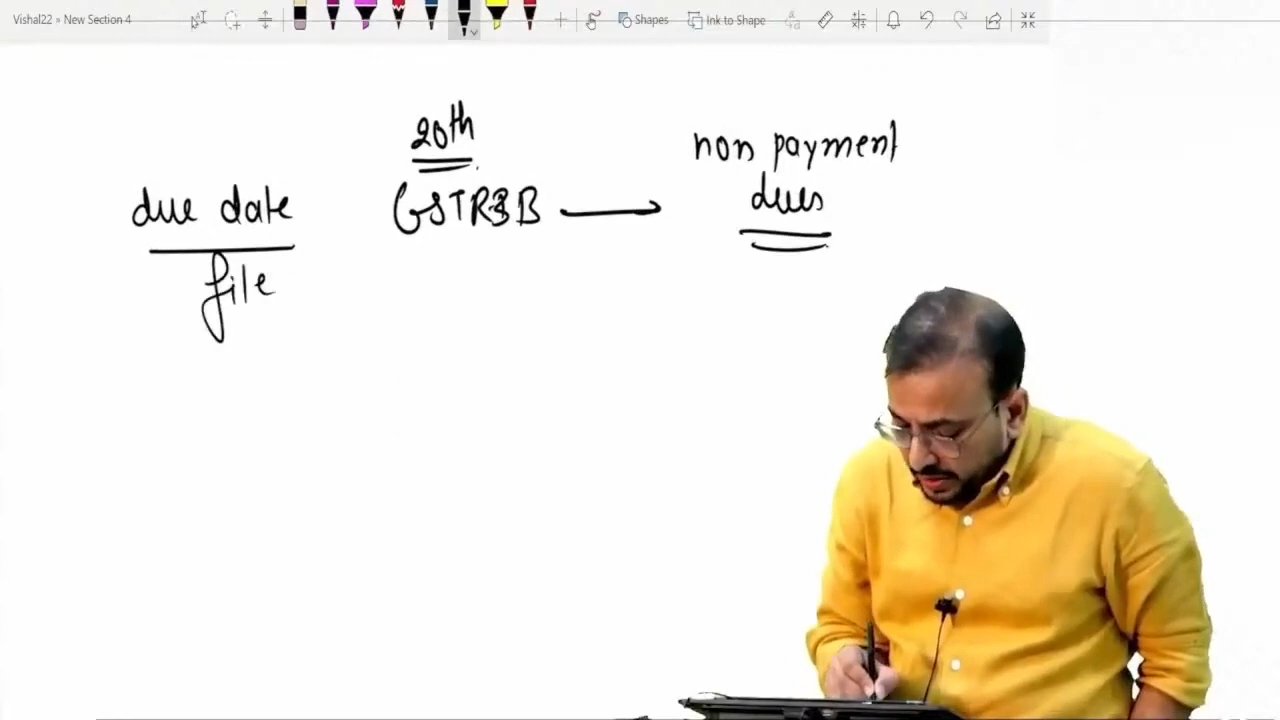 Vishal22 » New Section 4
Shapes
Ink to Shape
20th
non payment
due date
GSTR3B
dues
file